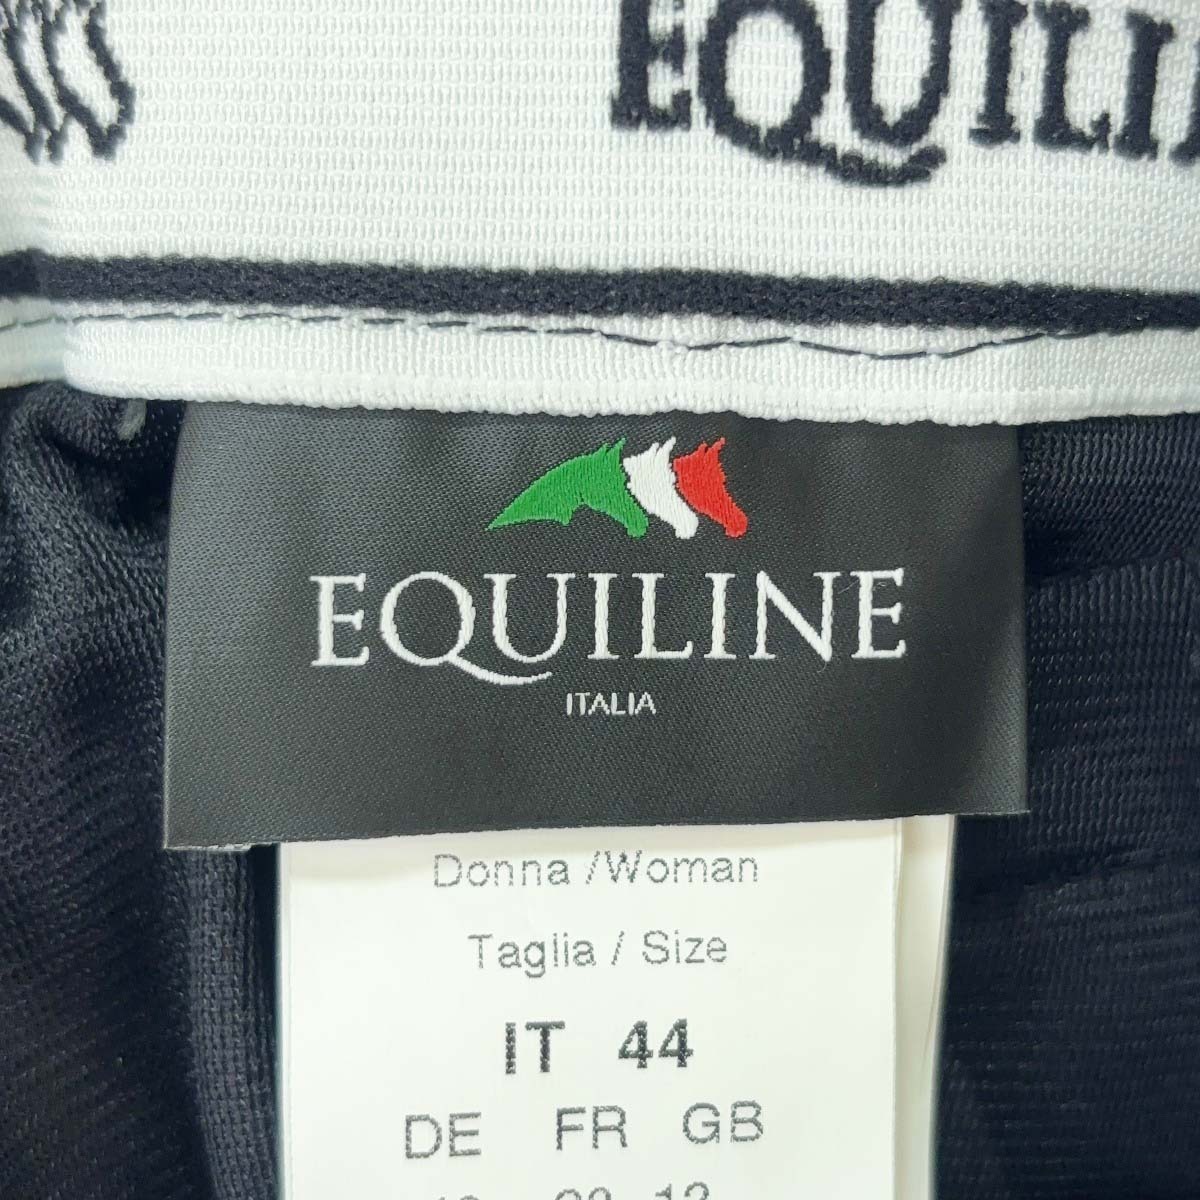 EQUILI
EQUILINE
ITALIA
Donna / Woman
Taglia / Size
IT 44
DE FR GB